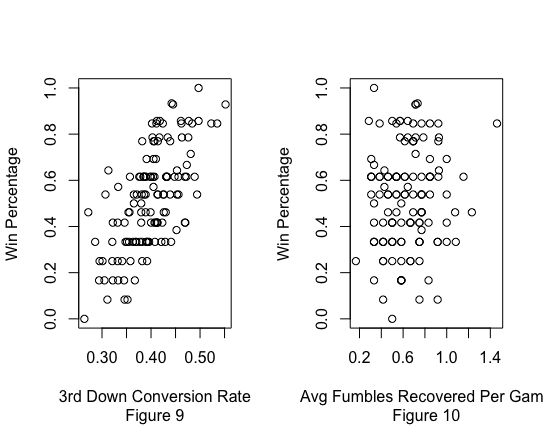 Win Percentage
0.0 0.2 0.4 0.6 0.8 1.0
0.30 0.40 0.50
3rd Down Conversion Rate
Figure 9
Win Percentage
0.0 0.2 0.4 0.6 0.8 1.0
0.2 0.6 1.0 1.4
Avg Fumbles Recovered Per Gam
Figure 10